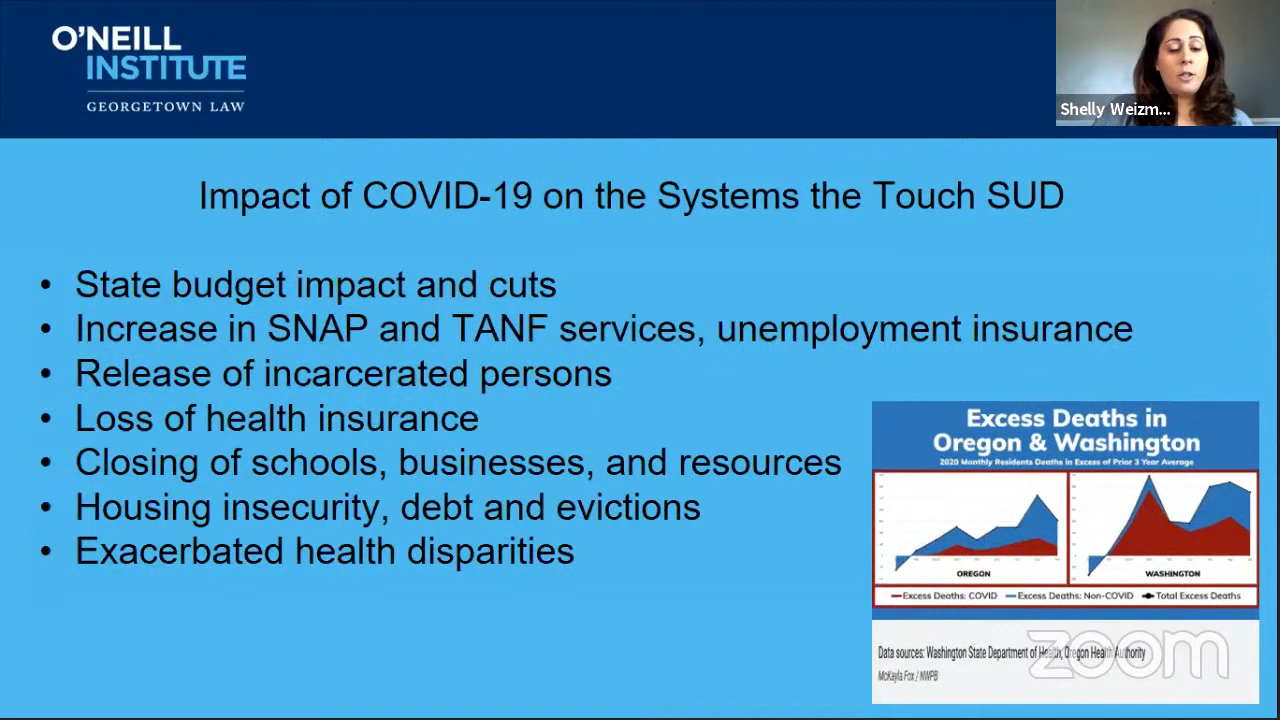 O'NEILL
INSTITUTE
GEORGETOWN LAW
Shelly Weizm...
Impact of COVID-19 on the Systems the Touch SUD
• State budget impact and cuts
• Increase in SNAP and TANF services, unemployment insurance
• Release of incarcerated persons
• Loss of health insurance
• Closing of schools, businesses, and resources
• Housing insecurity, debt and evictions
• Exacerbated health disparities
Excess Deaths in
Oregon & Washington
2020 Monthly Residents Deaths in Excess of Prior 3 Year Average
OREGON
WASHINGTON
Excess Deaths: COVID Excess Deaths: Non-COVID Total Excess Deaths
Data sources: Washington State Department of Health, Oregon Health Authority
McKayla Fox / NWPB
zoom